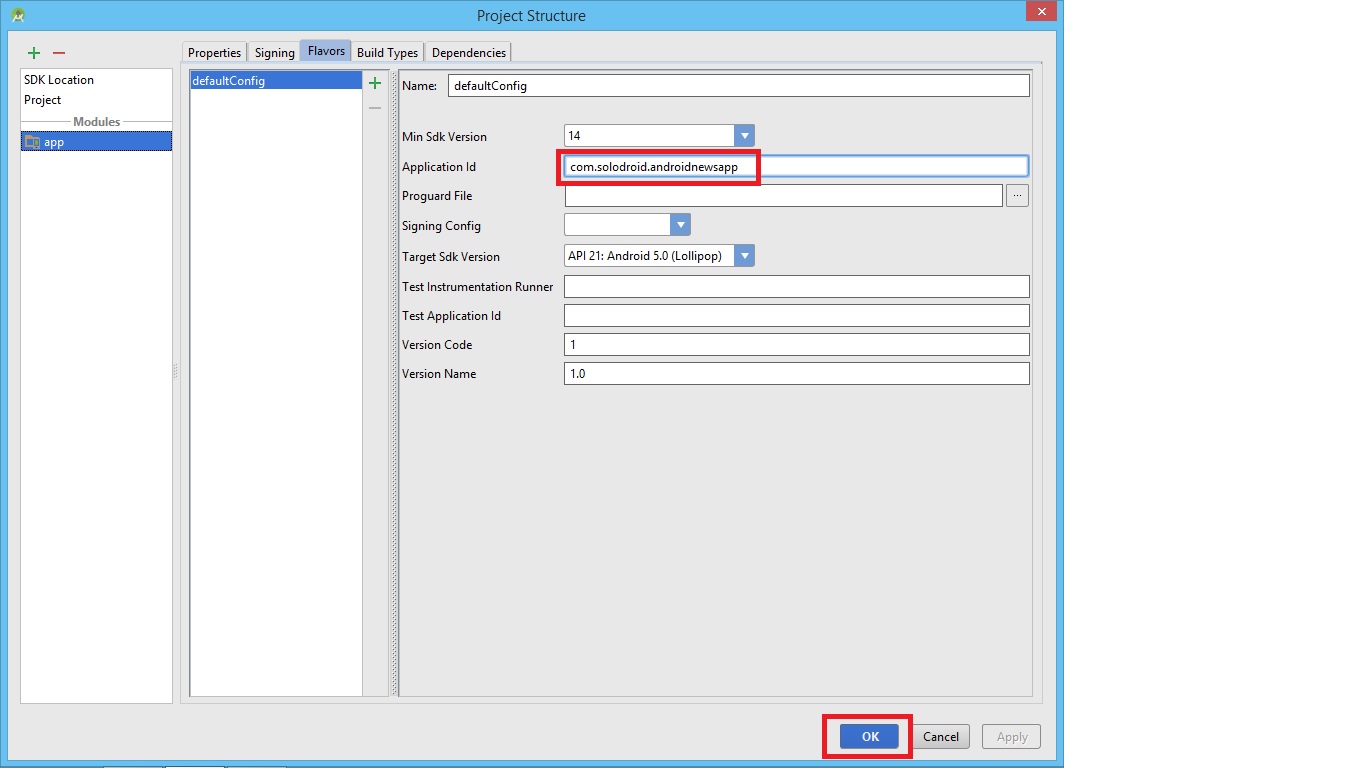 Project Structure
Properties Signing Flavors Build Types Dependencies
SDK Location
Project
Modules
app
defaultConfig
Name: defaultConfig
Min Sdk Version 14
Application Id com.solodroid.androidnewsapp
Proguard File ...
Signing Config
Target Sdk Version API 21: Android 5.0 (Lollipop)
Test Instrumentation Runner
Test Application Id
Version Code 1
Version Name 1.0
OK Cancel Apply